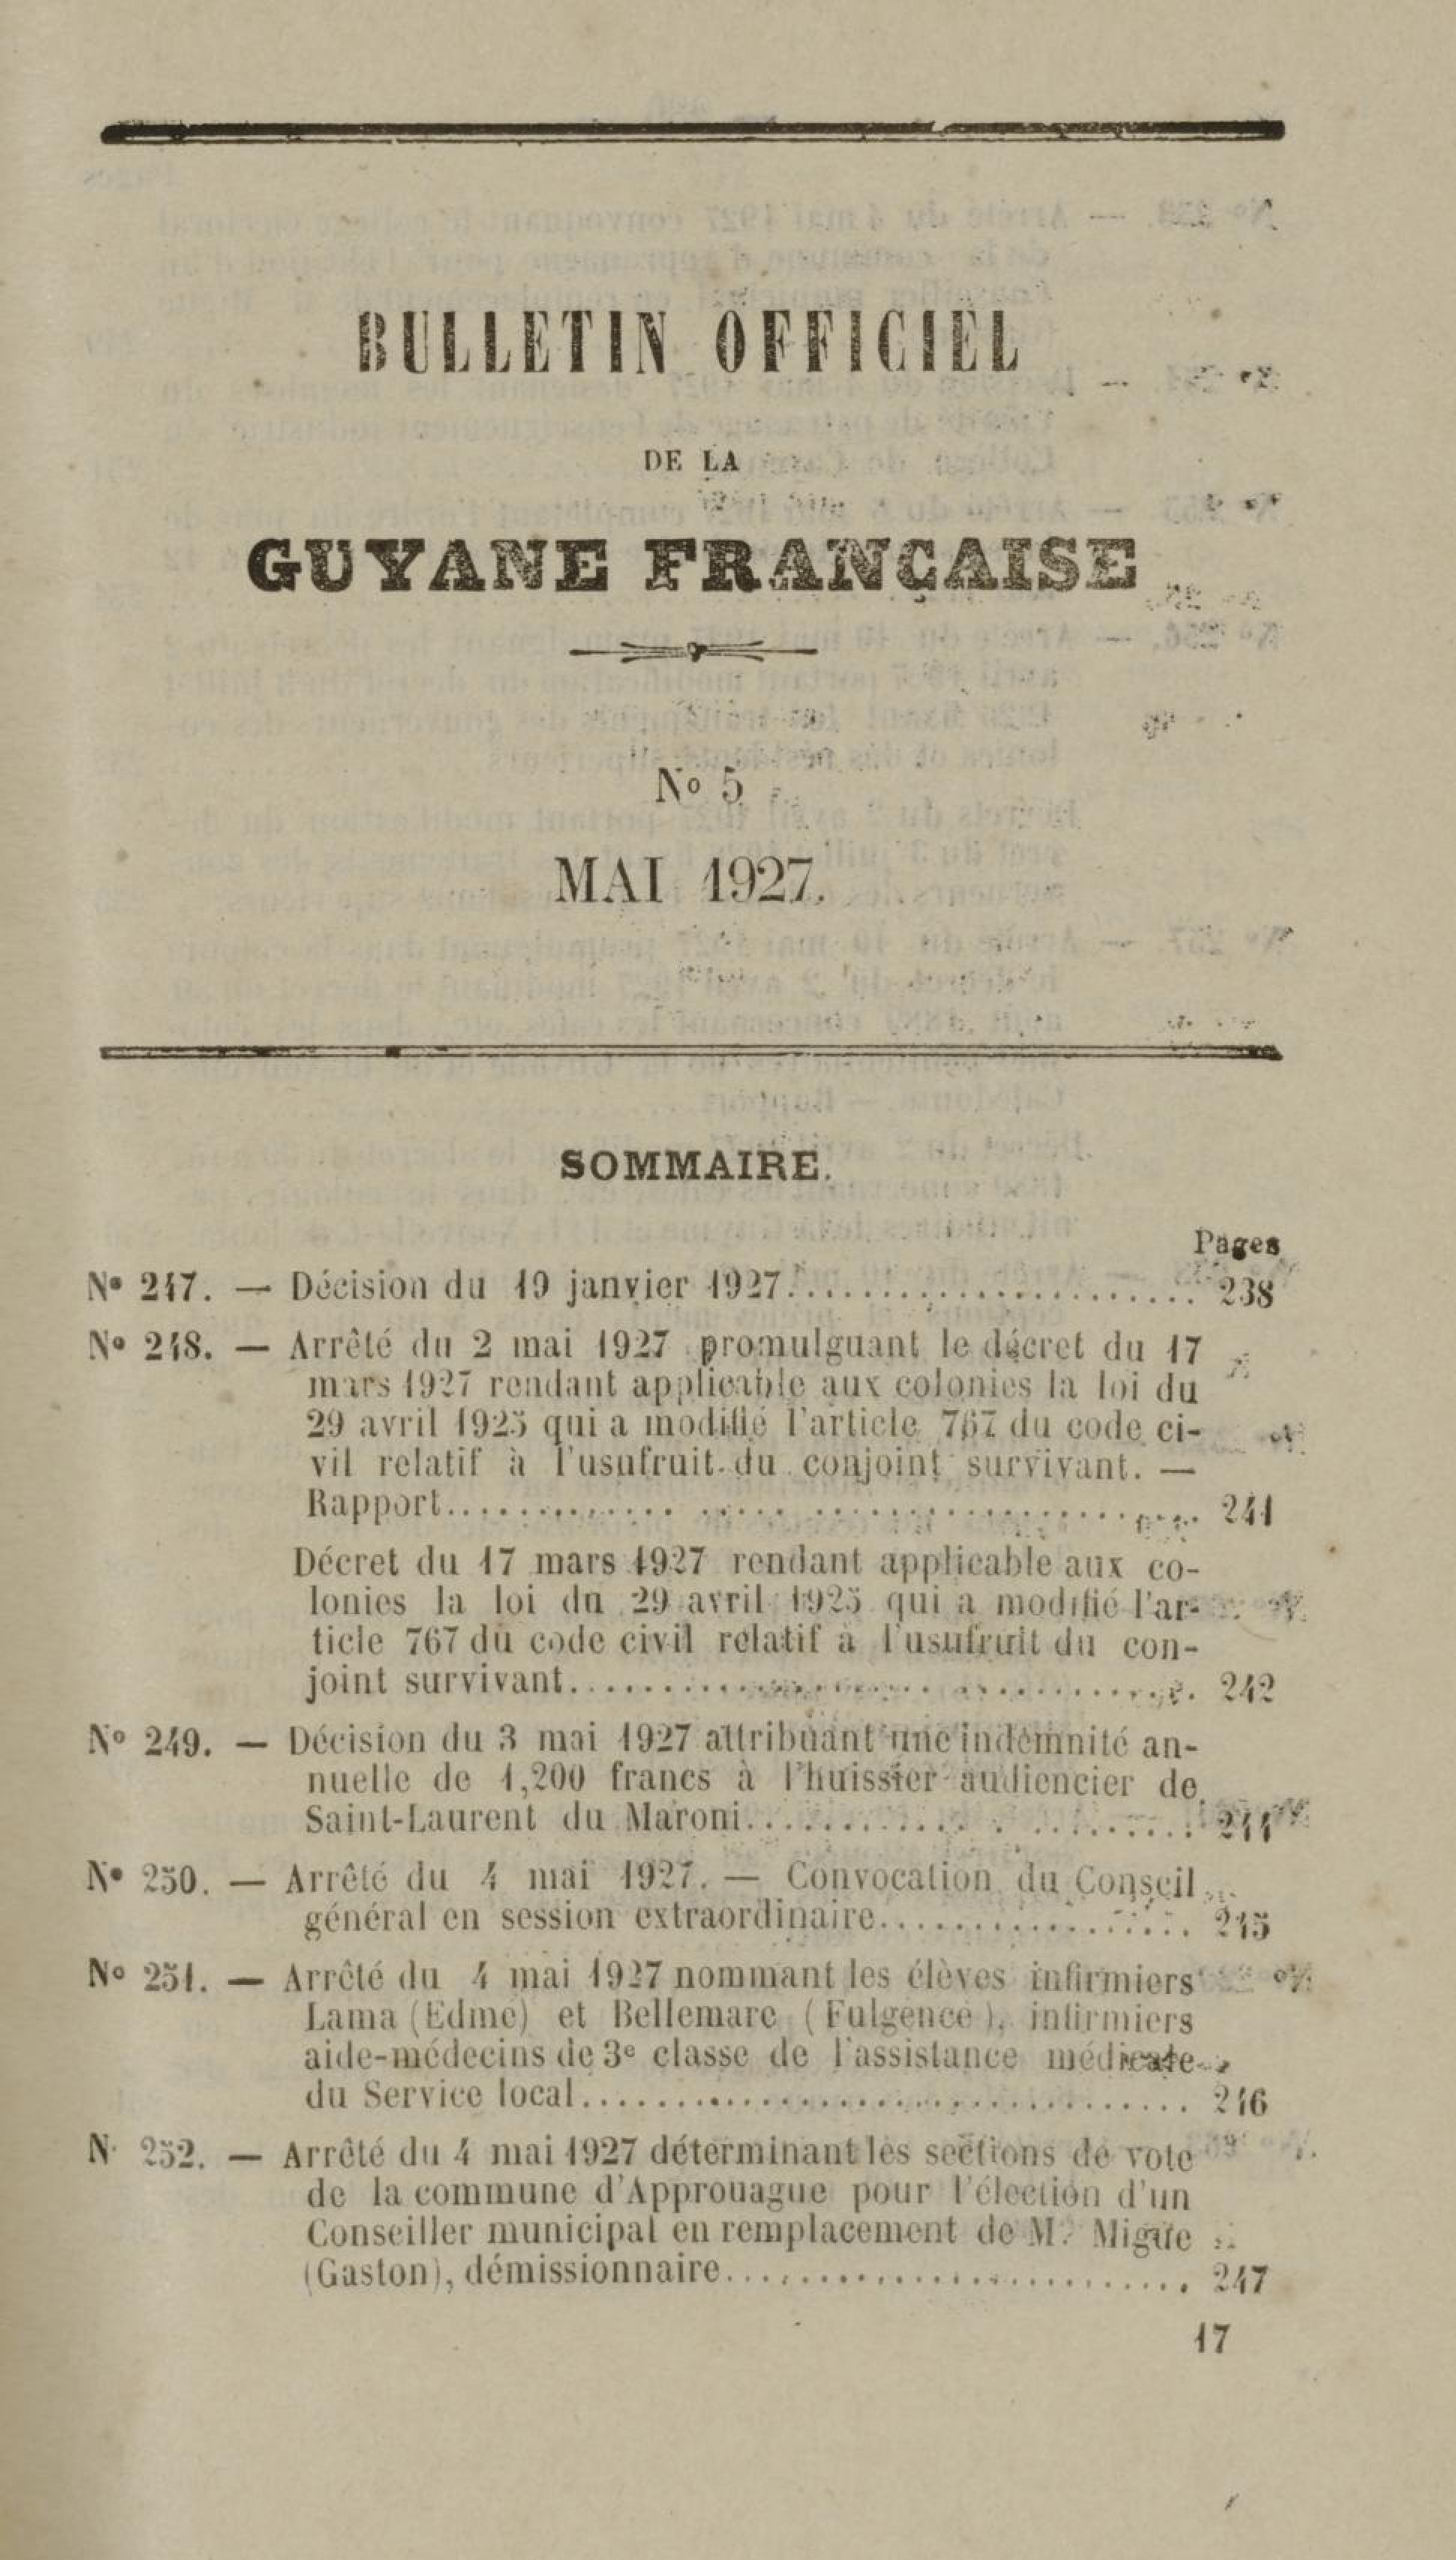 BULLETIN OFFICIEL
DE LA
GUYANE FRANÇAISE
No 5
MAI 1927.
SOMMAIRE.
Pages
No 247. — Décision du 19 janvier 1927........................ 238
No 248. — Arrêté du 2 mai 1927 promulguant le décret du 17
mars 1927 rendant applicable aux colonies la loi du
29 avril 1925 qui a modifié l'article 767 du code ci-
vil relatif à l'usufruit du conjoint survivant. —
Rapport........................................ 241
Décret du 17 mars 1927 rendant applicable aux co-
lonies la loi du 29 avril 1925 qui a modifié l'ar-
ticle 767 du code civil relatif à l'usufruit du con-
joint survivant.................................. 242
No 249. — Décision du 3 mai 1927 attribuant une indemnité an-
nuelle de 1,200 francs à l'huissier audiencier de
Saint-Laurent du Maroni........................ 244
No 250. — Arrêté du 4 mai 1927. — Convocation du Conseil
général en session extraordinaire................. 245
No 251. — Arrêté du 4 mai 1927 nommant les élèves infirmiers
Lama (Edme) et Bellemare (Fulgence), infirmiers
aide-médecins de 3e classe de l'assistance médicale
du Service local................................. 246
N 252. — Arrêté du 4 mai 1927 déterminant les sections de vote
de la commune d'Approuague pour l'élection d'un
Conseiller municipal en remplacement de M. Migue
(Gaston), démissionnaire......................... 247
17